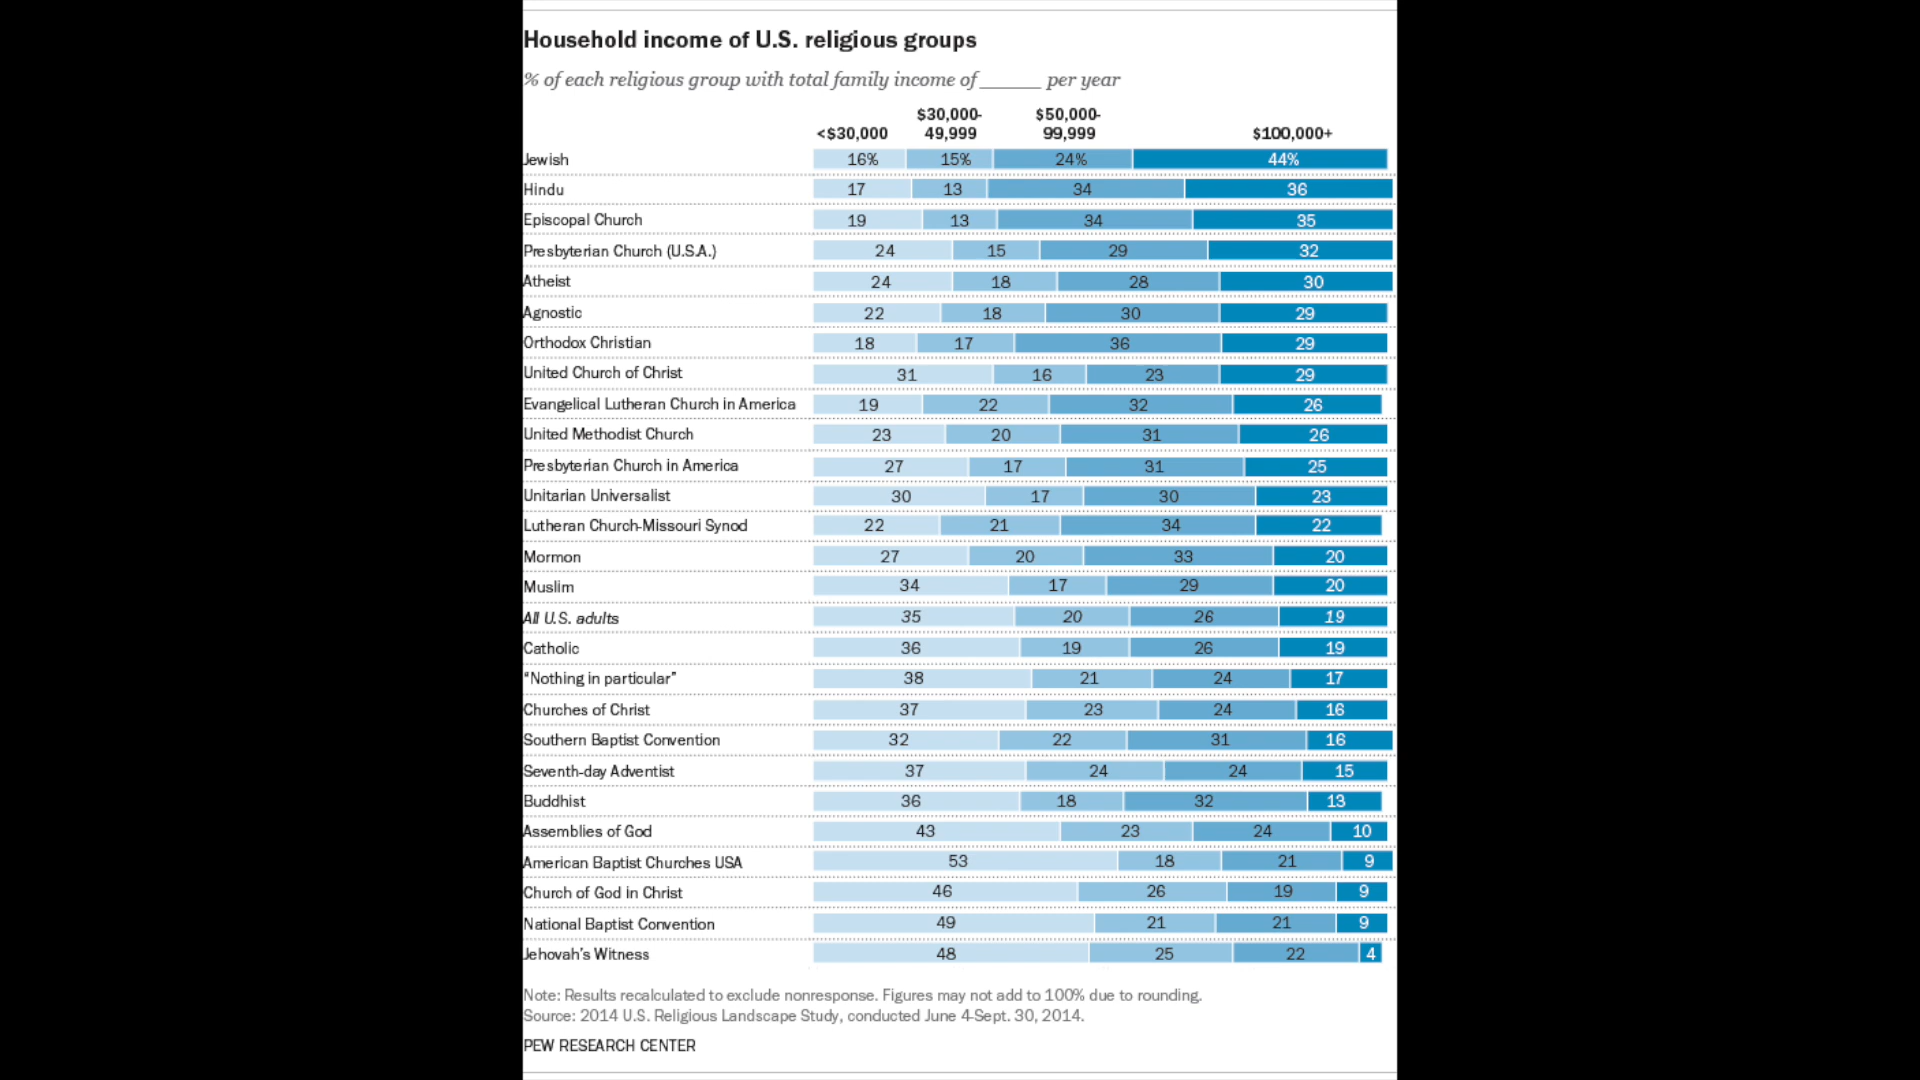 Household income of U.S. religious groups
% of each religious group with total family income of ______ per year
<$30,000 $30,000-49,999 $50,000-99,999 $100,000+
Jewish 16% 15% 24% 44%
Hindu 17 13 34 36
Episcopal Church 19 13 34 35
Presbyterian Church (U.S.A.) 24 15 29 32
Atheist 24 18 28 30
Agnostic 22 18 30 29
Orthodox Christian 18 17 36 29
United Church of Christ 31 16 23 29
Evangelical Lutheran Church in America 19 22 32 26
United Methodist Church 23 20 31 26
Presbyterian Church in America 27 17 31 25
Unitarian Universalist 30 17 30 23
Lutheran Church-Missouri Synod 22 21 34 22
Mormon 27 20 33 20
Muslim 34 17 29 20
All U.S. adults 35 20 26 19
Catholic 36 19 26 19
“Nothing in particular” 38 21 24 17
Churches of Christ 37 23 24 16
Southern Baptist Convention 32 22 31 16
Seventh-day Adventist 37 24 24 15
Buddhist 36 18 32 13
Assemblies of God 43 23 24 10
American Baptist Churches USA 53 18 21 9
Church of God in Christ 46 26 19 9
National Baptist Convention 49 21 21 9
Jehovah’s Witness 48 25 22 4
Note: Results recalculated to exclude nonresponse. Figures may not add to 100% due to rounding.
Source: 2014 U.S. Religious Landscape Study, conducted June 4-Sept. 30, 2014.
PEW RESEARCH CENTER